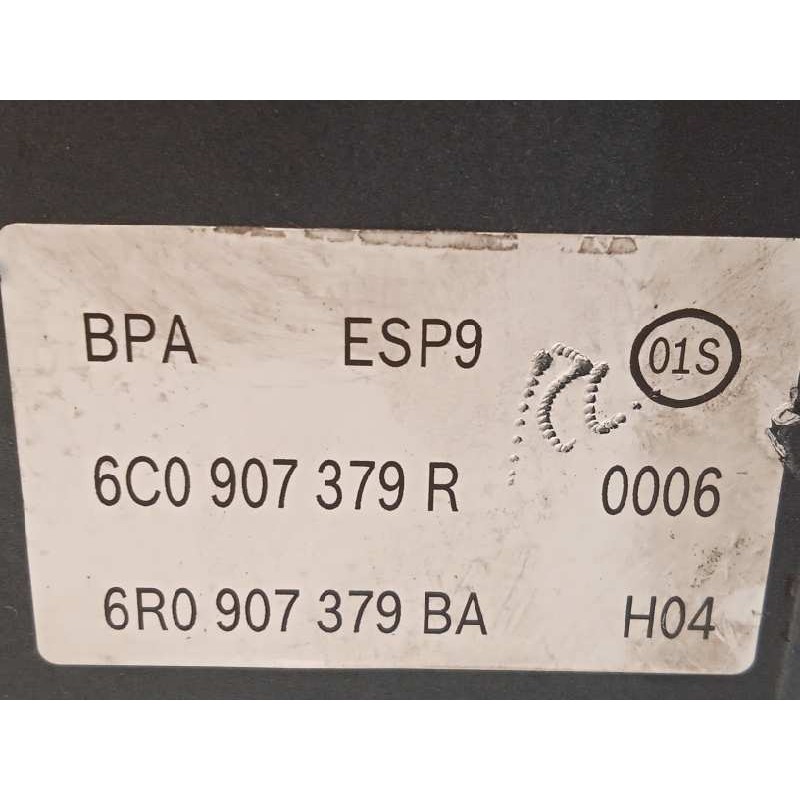 BPA ESP9 01S
6C0 907 379 R 0006
6R0 907 379 BA H04